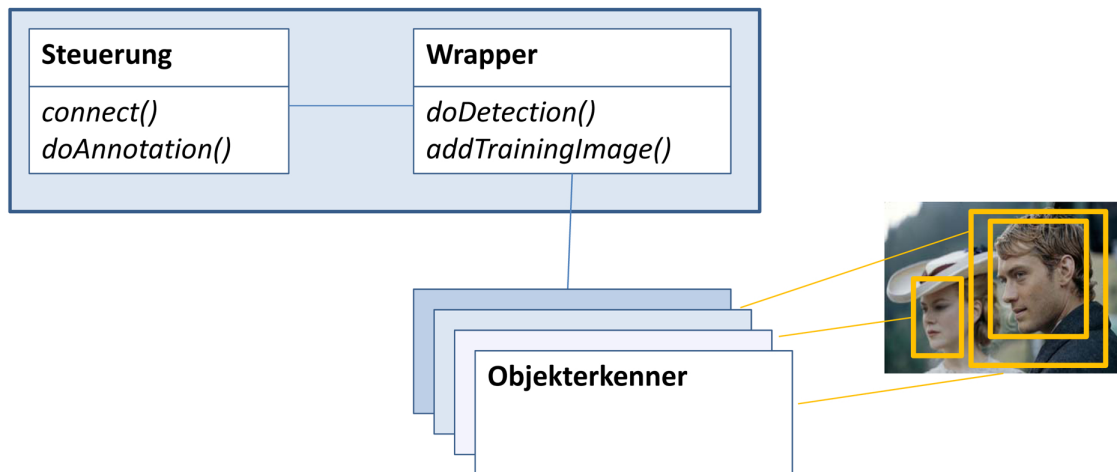 Steuerung
connect()
doAnnotation()
Wrapper
doDetection()
addTrainingImage()
Objekterkenner